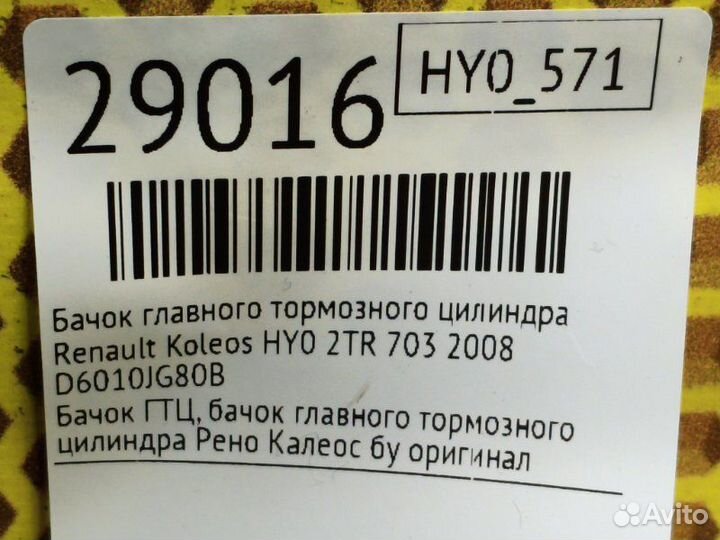 29016
HY0_571
Бачок главного тормозного цилиндра
Renault Koleos HY0 2TR 703 2008
D6010JG80B
Бачок ГТЦ, бачок главного тормозного
цилиндра Рено Калеос бу оригинал
Avito